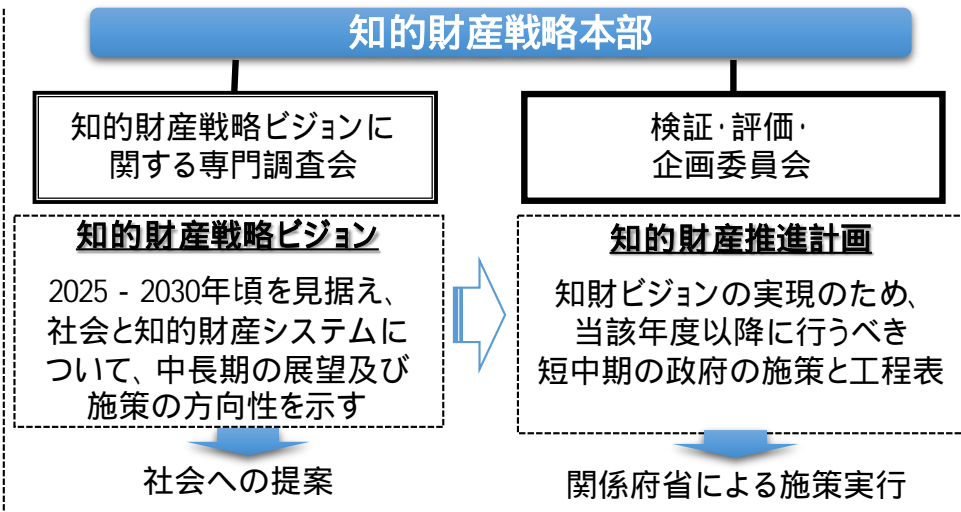 知的財産戦略本部
知的財産戦略ビジョンに
関する専門調査会
検証・評価・
企画委員会
知的財産戦略ビジョン
2025‐2030年頃を見据え、
社会と知的財産システムに
ついて、中長期の展望及び
施策の方向性を示す
知的財産推進計画
知財ビジョンの実現のため、
当該年度以降に行うべき
短中期の政府の施策と工程表
社会への提案
関係府省による施策実行